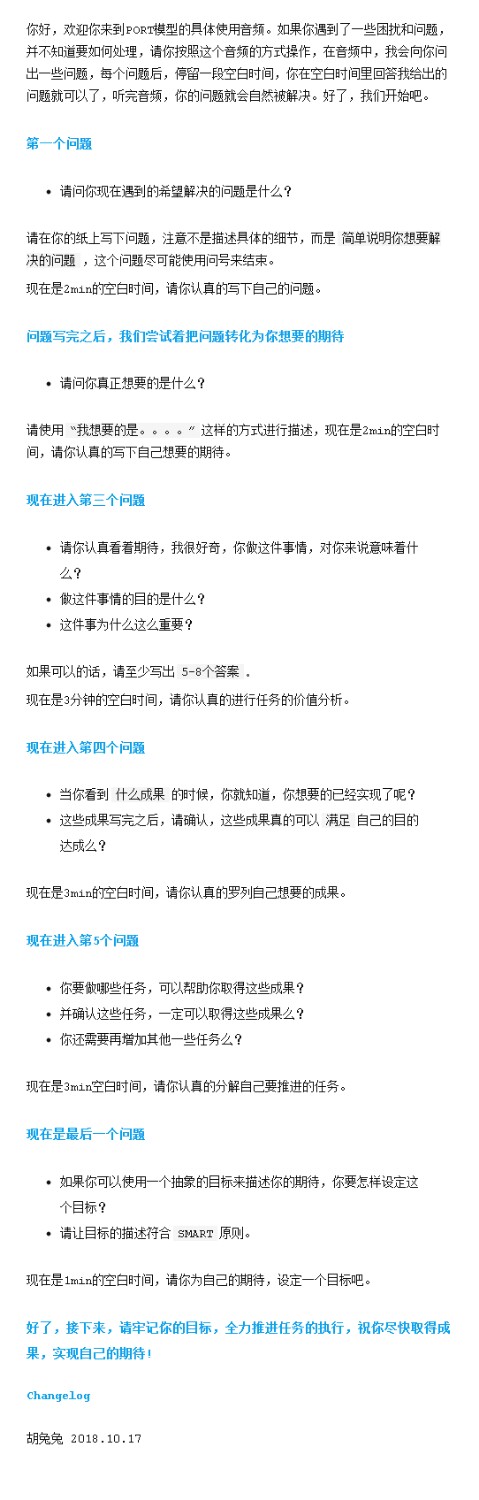 你好，欢迎你来到PORT模型的具体使用音频。如果你遇到了一些困扰和问题，
并不知道要如何处理，请你按照这个音频的方式操作，在音频中，我会向你问
出一些问题，每个问题后，停留一段空白时间，你在空白时间里回答我给出的
问题就可以了，听完音频，你的问题就会自然被解决。好了，我们开始吧。
第一个问题
• 请问你现在遇到的希望解决的问题是什么？
请在你的纸上写下问题，注意不是描述具体的细节，而是 简单说明你想要解
决的问题 ，这个问题尽可能使用问号来结束。
现在是2min的空白时间，请你认真的写下自己的问题。
问题写完之后，我们尝试着把问题转化为你想要的期待
• 请问你真正想要的是什么？
请使用 “我想要的是。。。。” 这样的方式进行描述，现在是2min的空白时
间，请你认真的写下自己想要的期待。
现在进入第三个问题
• 请你认真看着期待，我很好奇，你做这件事情，对你来说意味着什
么？
• 做这件事情的目的是什么？
• 这件事为什么这么重要？
如果可以的话，请至少写出 5-8个答案 。
现在是3分钟的空白时间，请你认真的进行任务的价值分析。
现在进入第四个问题
• 当你看到 什么成果 的时候，你就知道，你想要的已经实现了呢？
• 这些成果写完之后，请确认，这些成果真的可以 满足 自己的目的
达成么？
现在是3min的空白时间，请你认真的罗列自己想要的成果。
现在进入第5个问题
• 你要做哪些任务，可以帮助你取得这些成果？
• 并确认这些任务，一定可以取得这些成果么？
• 你还需要再增加其他一些任务么？
现在是3min空白时间，请你认真的分解自己要推进的任务。
现在是最后一个问题
• 如果你可以使用一个抽象的目标来描述你的期待，你要怎样设定这
个目标？
• 请让目标的描述符合 SMART 原则。
现在是1min的空白时间，请你为自己的期待，设定一个目标吧。
好了，接下来，请牢记你的目标，全力推进任务的执行，祝你尽快取得成
果，实现自己的期待！
Changelog
胡兔兔 2018.10.17